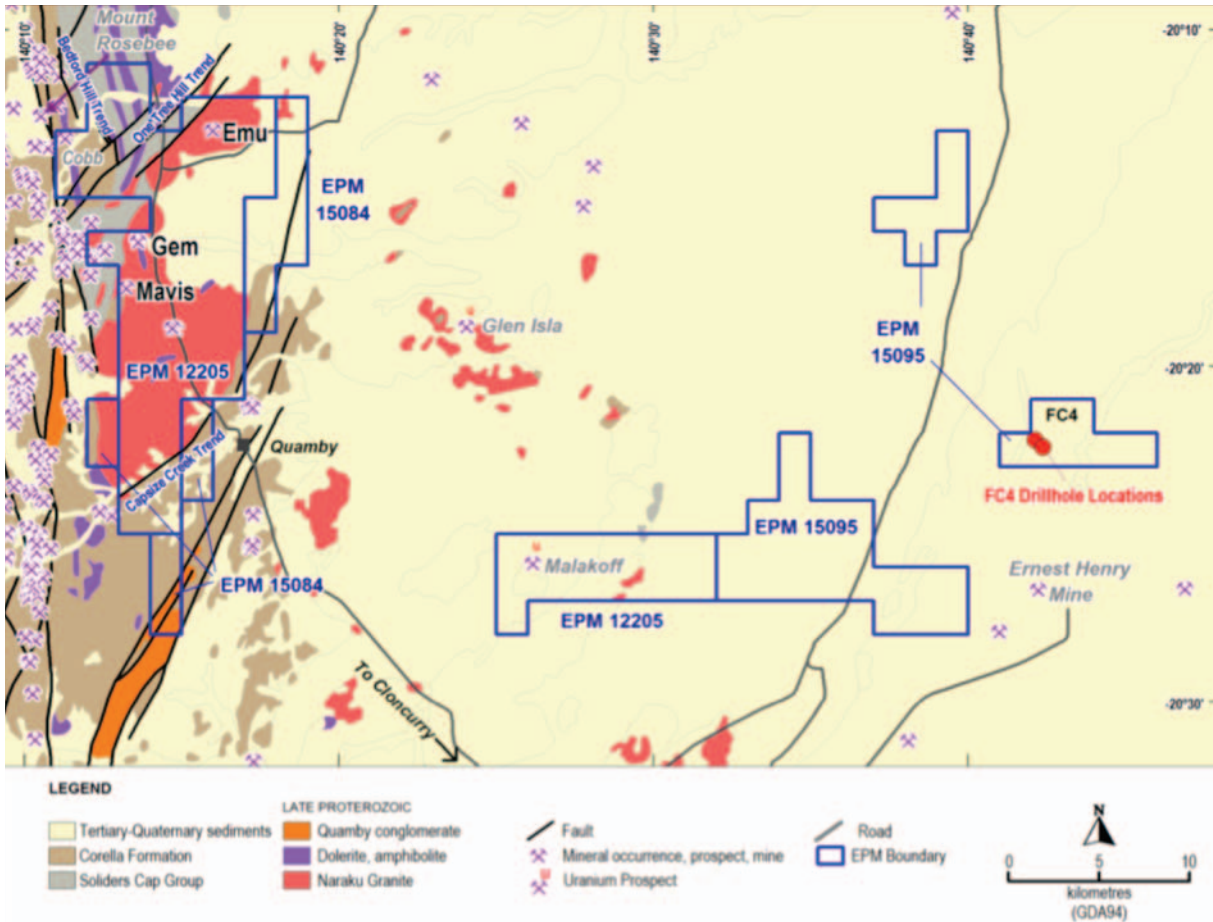 140°10'
140°20'
140°30'
140°40'
-20°10'
Mount
Rosebee
Bedford Hill Trend
One Tree Hill Trend
Emu
Cobb
EPM
15084
Gem
Mavis
Glen Isla
EPM
15095
-20°20'
EPM 12205
FC4
Quamby
Capsize Creek Trend
FC4 Drillhole Locations
EPM 15095
Malakoff
Ernest Henry
Mine
EPM 15084
EPM 12205
To Cloncurry
-20°30'
LEGEND
Tertiary-Quaternary sediments
Corella Formation
Soliders Cap Group
LATE PROTEROZOIC
Quamby conglomerate
Dolerite, amphibolite
Naraku Granite
Fault
Mineral occurrence, prospect, mine
U
Uranium Prospect
Road
EPM Boundary
N
0 5 10
kilometres
(GDA94)